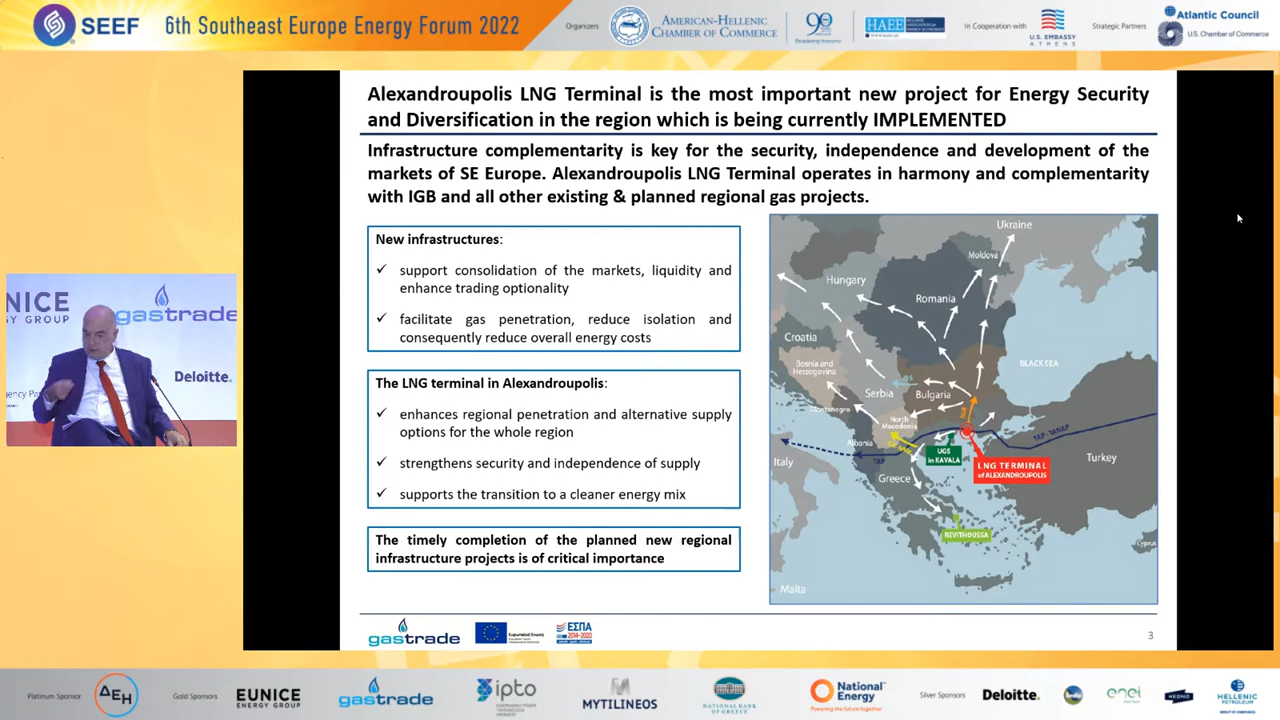 SEEF
6th Southeast Europe Energy Forum 2022
Organizers
AMERICAN-HELLENIC
CHAMBER OF COMMERCE
90
HAEE
In Cooperation with
U.S. EMBASSY
ATHENS
Strategic Partners
Atlantic Council
U.S. Chamber of Commerce
Alexandroupolis LNG Terminal is the most important new project for Energy Security
and Diversification in the region which is being currently IMPLEMENTED
Infrastructure complementarity is key for the security, independence and development of the
markets of SE Europe. Alexandroupolis LNG Terminal operates in harmony and complementarity
with IGB and all other existing & planned regional gas projects.
New infrastructures:
✓ support consolidation of the markets, liquidity and
enhance trading optionality
✓ facilitate gas penetration, reduce isolation and
consequently reduce overall energy costs
The LNG terminal in Alexandroupolis:
✓ enhances regional penetration and alternative supply
options for the whole region
✓ strengthens security and independence of supply
✓ supports the transition to a cleaner energy mix
The timely completion of the planned new regional
infrastructure projects is of critical importance
Ukraine
Moldova
Hungary
Romania
Croatia
Bosnia and
Herzegovina
Serbia
BLACK SEA
Bulgaria
Montenegro
North
Macedonia
Albania
TAP-TANAP
TAP
Italy
UGS
in KAVALA
LNG TERMINAL
of ALEXANDROUPOLIS
Turkey
Greece
REVITHOUSSA
Cyprus
Malta
gastrade
ΕΣΠΑ
2014-2020
3
NICE
GY GROUP
gastrade
Deloitte.
Platinum Sponsor
ΔΕΗ
Gold Sponsors
EUNICE
ENERGY GROUP
gastrade
ipto
MYTILINEOS
NATIONAL BANK
OF GREECE
National
Energy
Powering the future together
Silver Sponsors
Deloitte.
enel
HEDNO
HELLENIC
PETROLEUM